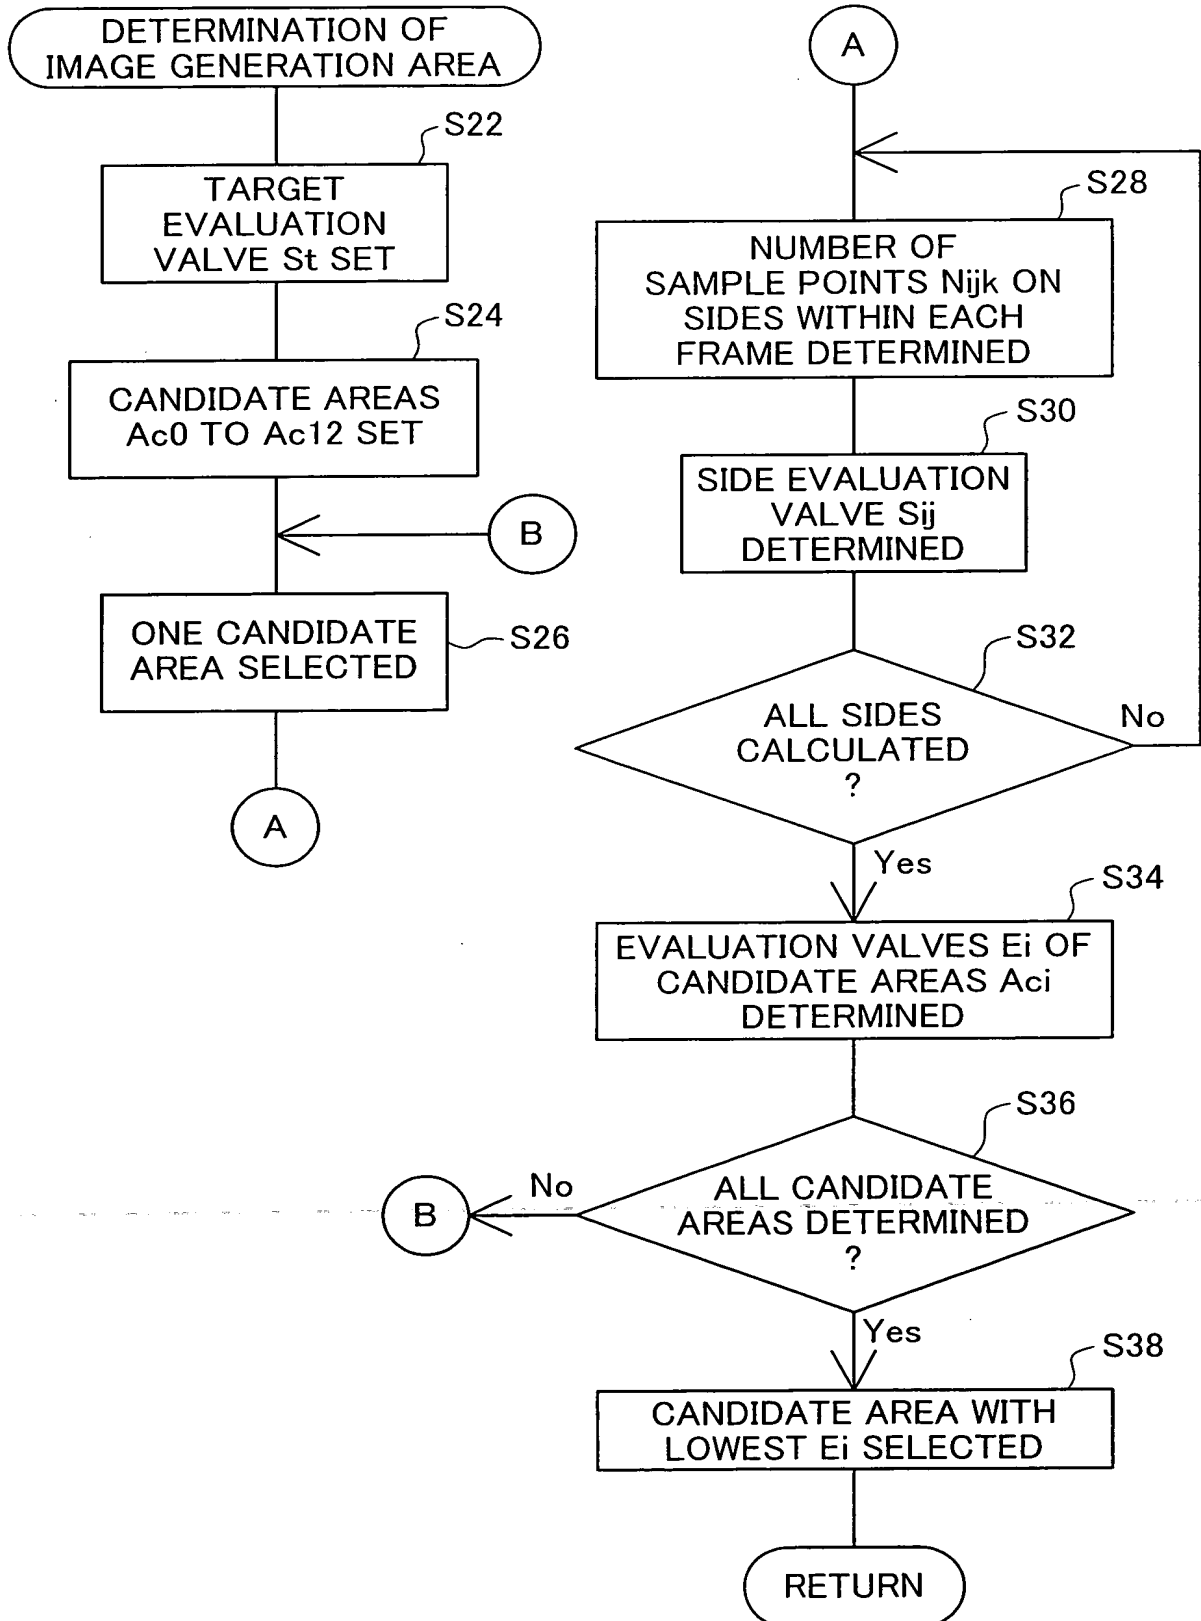 DETERMINATION OF
IMAGE GENERATION AREA
S22
TARGET
EVALUATION
VALVE St SET
S24
CANDIDATE AREAS
Ac0 TO Ac12 SET
B
ONE CANDIDATE
AREA SELECTED
S26
A
A
S28
NUMBER OF
SAMPLE POINTS Nijk ON
SIDES WITHIN EACH
FRAME DETERMINED
S30
SIDE EVALUATION
VALVE Sij
DETERMINED
S32
ALL SIDES
CALCULATED
?
No
Yes
S34
EVALUATION VALVES Ei OF
CANDIDATE AREAS Aci
DETERMINED
S36
ALL CANDIDATE
AREAS DETERMINED
?
No
B
Yes
S38
CANDIDATE AREA WITH
LOWEST Ei SELECTED
RETURN